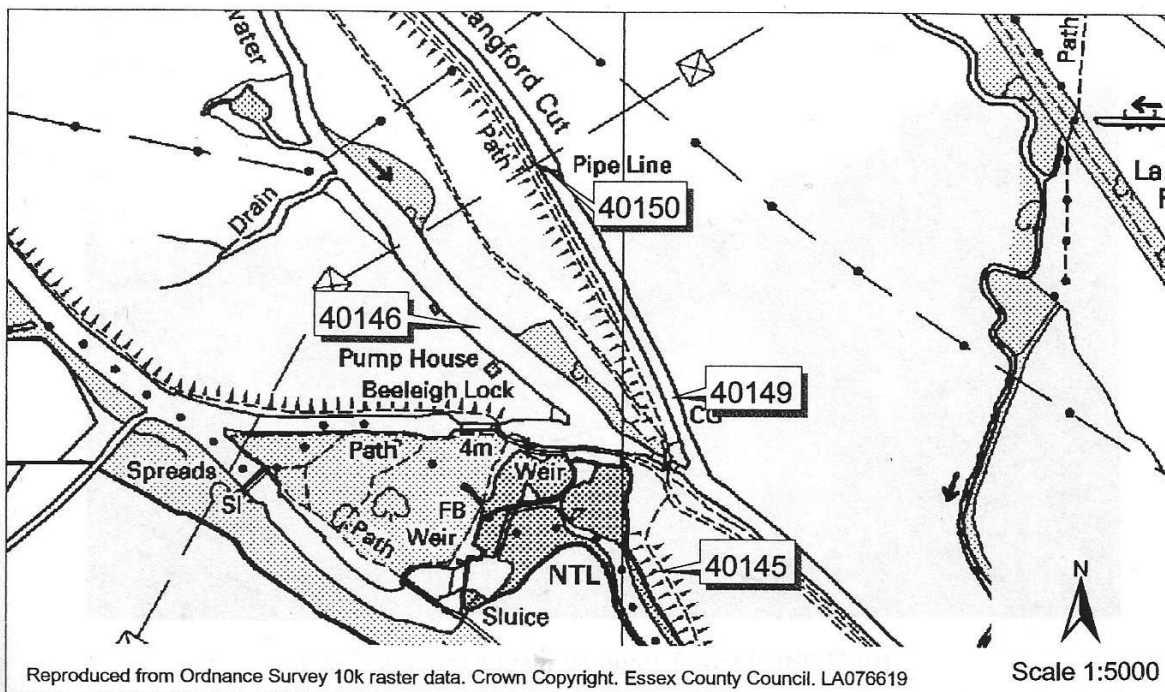 water
Langford Cut
Path
Path
Drain
Pipe Line
40150
40146
Pump House
Beeleigh Lock
40149
CG
Path
4m
Weir
Spreads
Sl
Path
FB
Weir
NTL
40145
Sluice
N
Reproduced from Ordnance Survey 10k raster data. Crown Copyright. Essex County Council. LA076619
Scale 1:5000